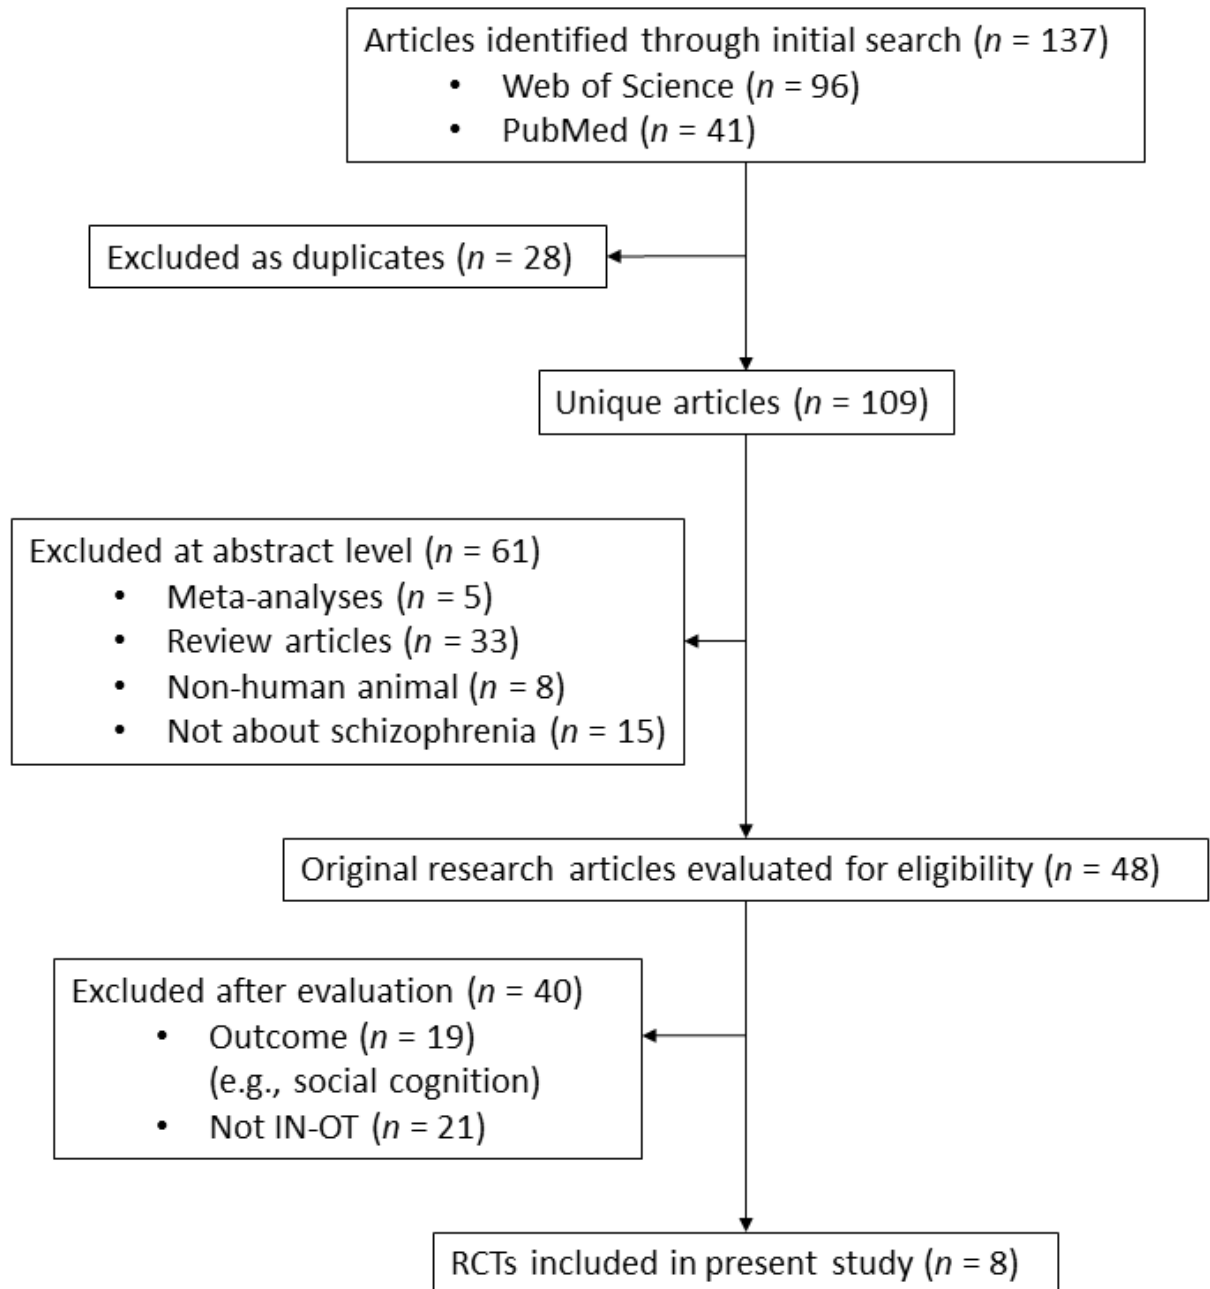 Articles identified through initial search (n = 137)
• Web of Science (n = 96)
• PubMed (n = 41)
Excluded as duplicates (n = 28)
Unique articles (n = 109)
Excluded at abstract level (n = 61)
• Meta-analyses (n = 5)
• Review articles (n = 33)
• Non-human animal (n = 8)
• Not about schizophrenia (n = 15)
Original research articles evaluated for eligibility (n = 48)
Excluded after evaluation (n = 40)
• Outcome (n = 19)
(e.g., social cognition)
• Not IN-OT (n = 21)
RCTs included in present study (n = 8)